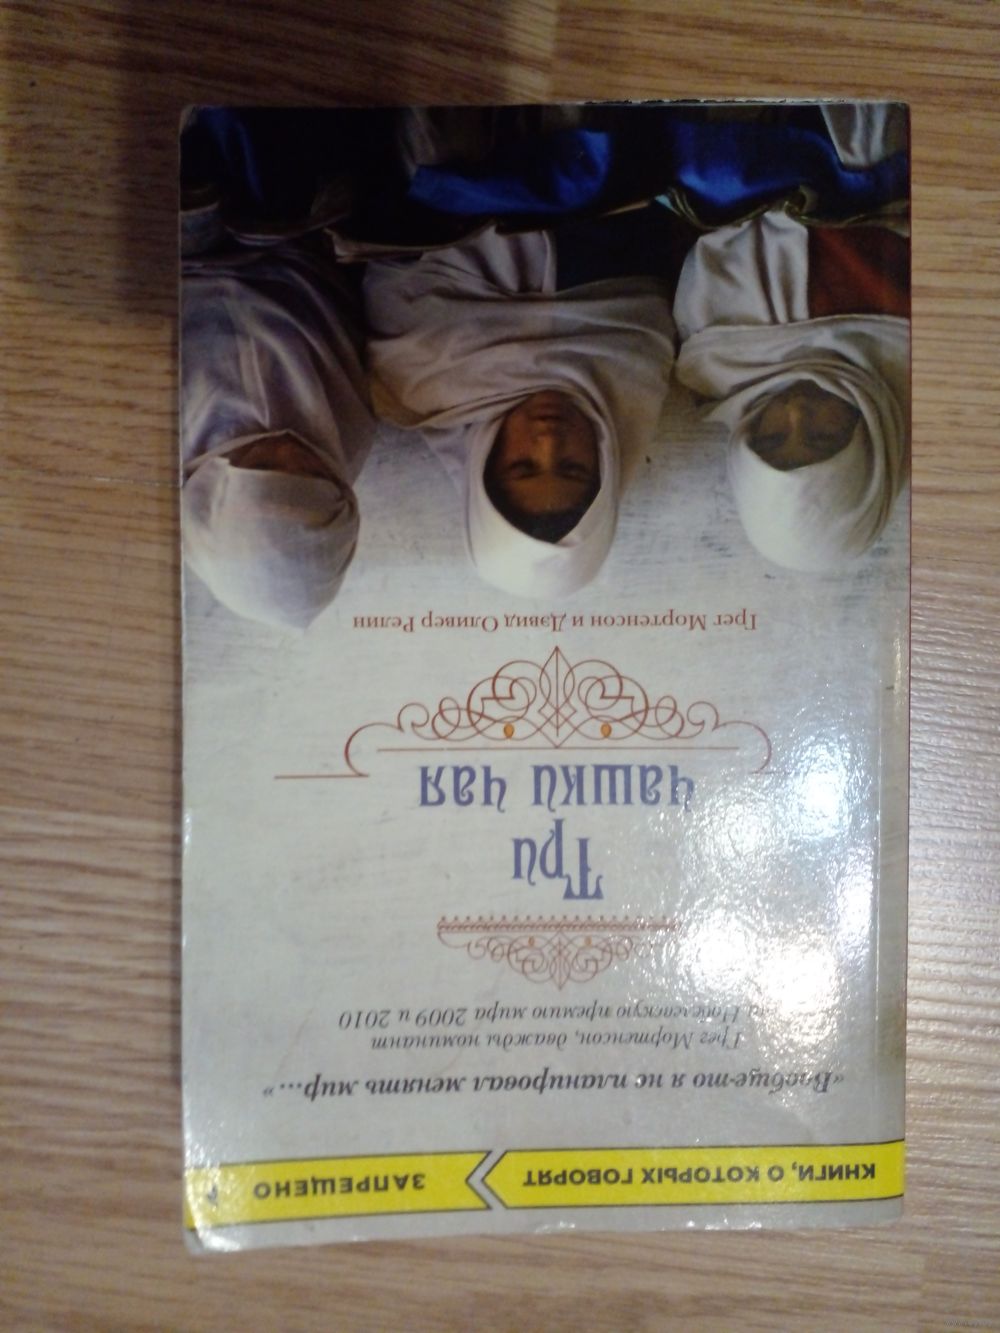 КНИГИ, О КОТОРЫХ ГОВОРЯТ ЗАПРЕЩЕНО
«Вообще-то я не планировал менять мир...»
Грег Мортенсон, дважды номинант
на Нобелевскую премию мира 2009 и 2010
Три
чашки чая
Грег Мортенсон и Дэвид Оливер Релин